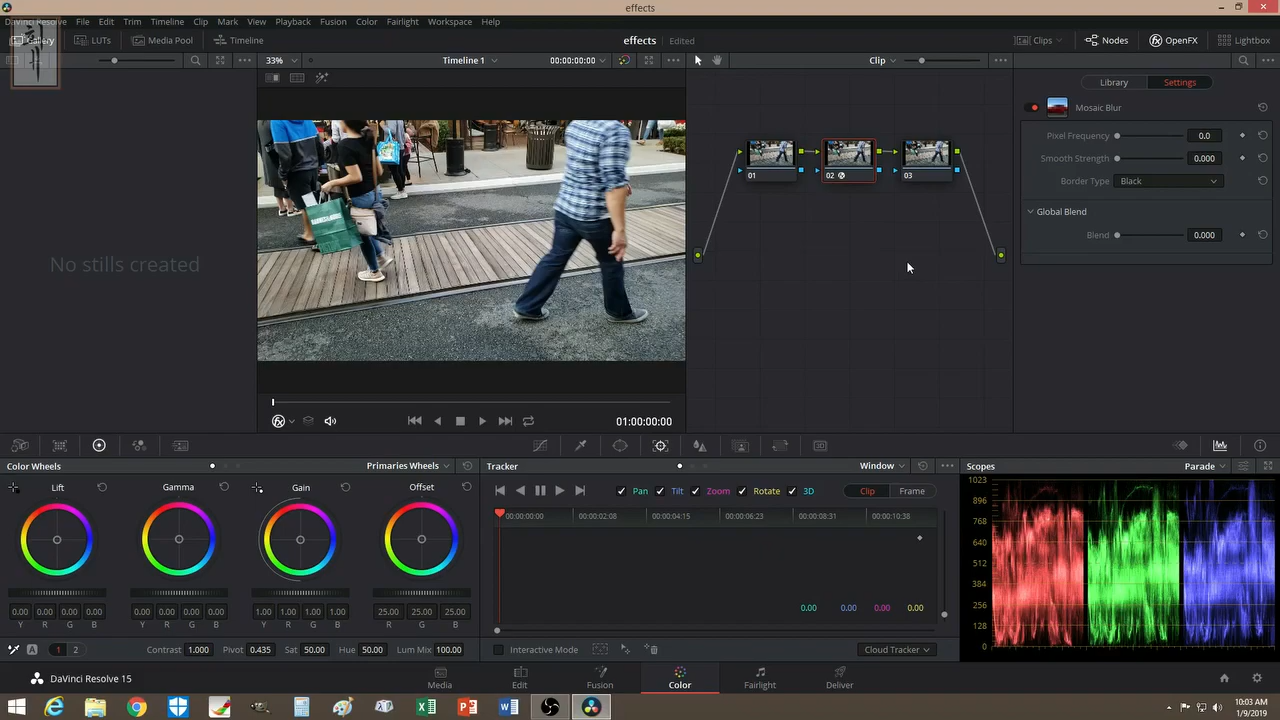 effects
DaVinci Resolve File Edit Trim Timeline Clip Mark View Playback Fusion Color Fairlight Workspace Help
Gallery LUTs Media Pool Timeline effects Edited Clips Nodes OpenFX Lightbox
33% Timeline 1 00:00:00:00 Clip
Library Settings
Mosaic Blur
Pixel Frequency 0.0
Smooth Strength 0.000
Border Type Black
Global Blend
Blend 0.000
01 02 03
No stills created
01:00:00:00
Color Wheels Primaries Wheels Tracker Window Scopes Parade
Lift Gamma Gain Offset
Pan Tilt Zoom Rotate 3D Clip Frame
00:00:00:00 00:00:02:08 00:00:04:15 00:00:06:23 00:00:08:31 00:00:10:38
1023
896
768
640
512
384
256
128
0
0.00 0.00 0.00 0.00
0.00 0.00 0.00 0.00 0.00 0.00 0.00 0.00 1.00 1.00 1.00 1.00 25.00 25.00 25.00
Y R G B Y R G B Y R G B R G B
A 1 2 Contrast 1.000 Pivot 0.435 Sat 50.00 Hue 50.00 Lum Mix 100.00 Interactive Mode Cloud Tracker
DaVinci Resolve 15 Media Edit Fusion Color Fairlight Deliver
10:03 AM
1/9/2019